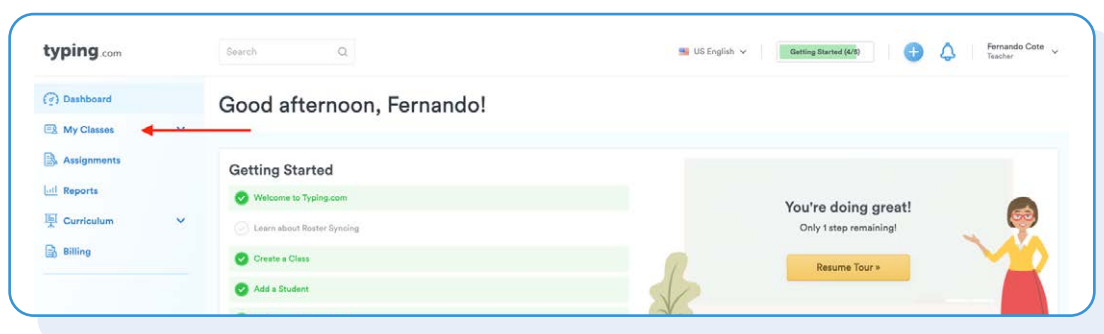 typing.com
Search
US English
Getting Started (4/5)
Fernando Cote
Teacher
Dashboard
My Classes
Assignments
Reports
Curriculum
Billing
Good afternoon, Fernando!
Getting Started
Welcome to Typing.com
Learn about Roster Syncing
Create a Class
Add a Student
You're doing great!
Only 1 step remaining!
Resume Tour »